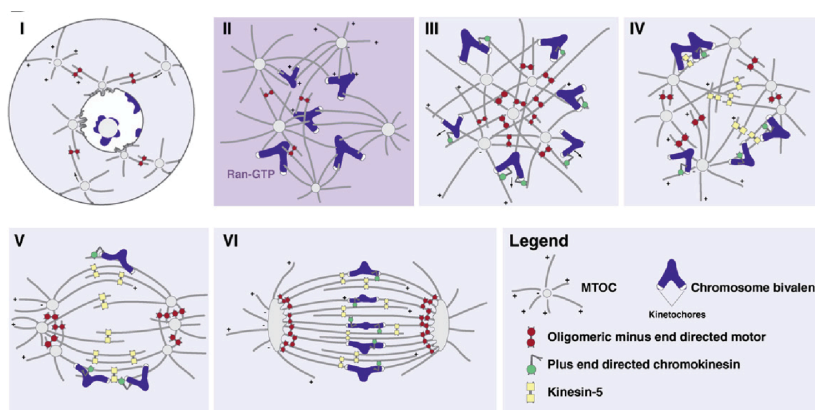 I
II
III
IV
Ran-GTP
V
VI
Legend
MTOC
Chromosome bivalen
Kinetochores
Oligomeric minus end directed motor
Plus end directed chromokinesin
Kinesin-5